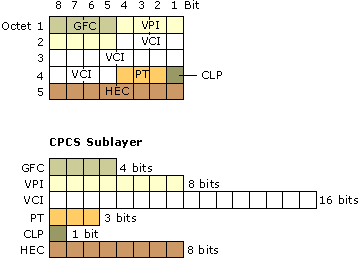 8 7 6 5 4 3 2 1 Bit
Octet 1 GFC VPI
2 VCI
3 VCI
4 VCI PT CLP
5 HEC
CPCS Sublayer
GFC 4 bits
VPI 8 bits
VCI 16 bits
PT 3 bits
CLP 1 bit
HEC 8 bits